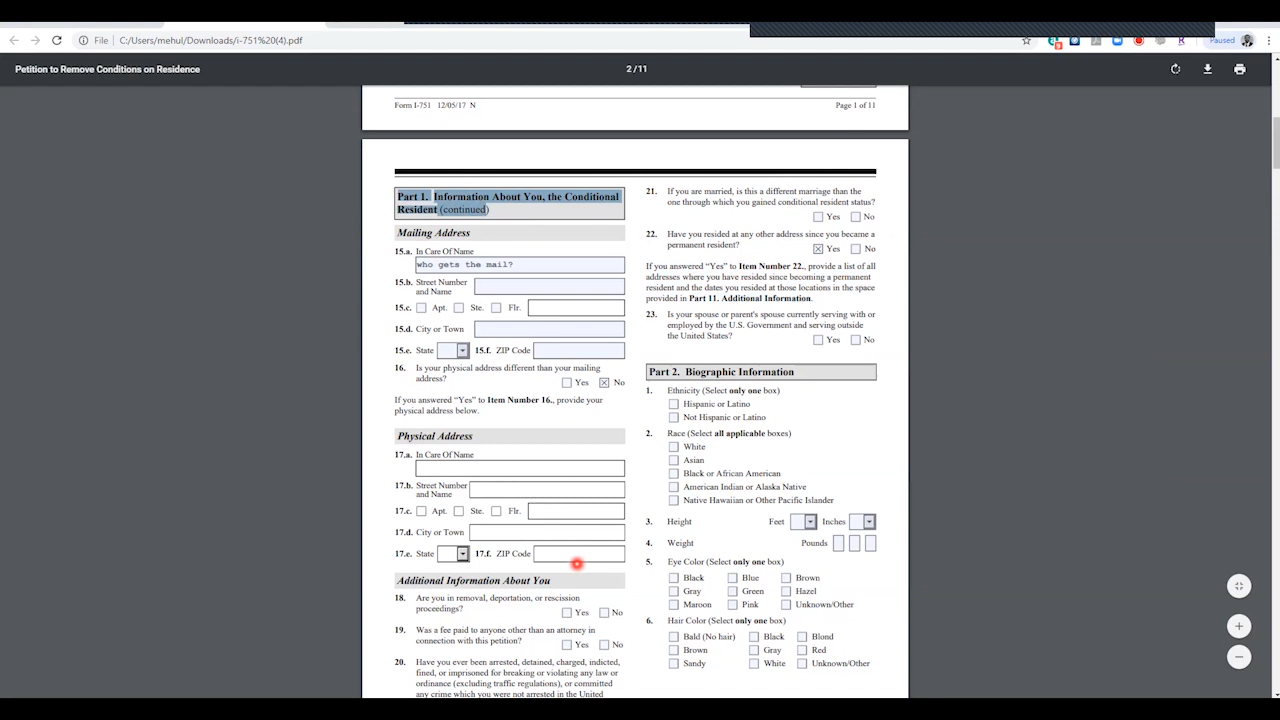 File
C:/Users/mehul/Downloads/i-751%20(4).pdf
Paused
Petition to Remove Conditions on Residence
2/11
Form I-751 12/05/17 N
Page 1 of 11
Part 1. Information About You, the Conditional
Resident (continued)
Mailing Address
15.a. In Care Of Name
who gets the mail?
15.b. Street Number
and Name
15.c. Apt. Ste. Flr.
15.d. City or Town
15.e. State 15.f. ZIP Code
16. Is your physical address different than your mailing
address?
Yes No
If you answered “Yes” to Item Number 16., provide your
physical address below.
Physical Address
17.a. In Care Of Name
17.b. Street Number
and Name
17.c. Apt. Ste. Flr.
17.d. City or Town
17.e. State 17.f. ZIP Code
Additional Information About You
18. Are you in removal, deportation, or rescission
proceedings?
Yes No
19. Was a fee paid to anyone other than an attorney in
connection with this petition?
Yes No
20. Have you ever been arrested, detained, charged, indicted,
fined, or imprisoned for breaking or violating any law or
ordinance (excluding traffic regulations), or committed
any crime which you were not arrested in the United
21. If you are married, is this a different marriage than the
one through which you gained conditional resident status?
Yes No
22. Have you resided at any other address since you became a
permanent resident?
Yes No
If you answered “Yes” to Item Number 22., provide a list of all
addresses where you have resided since becoming a permanent
resident and the dates you resided at those locations in the space
provided in Part 11. Additional Information.
23. Is your spouse or parent's spouse currently serving with or
employed by the U.S. Government and serving outside
the United States?
Yes No
Part 2. Biographic Information
1. Ethnicity (Select only one box)
Hispanic or Latino
Not Hispanic or Latino
2. Race (Select all applicable boxes)
White
Asian
Black or African American
American Indian or Alaska Native
Native Hawaiian or Other Pacific Islander
3. Height Feet Inches
4. Weight Pounds
5. Eye Color (Select only one box)
Black Blue Brown
Gray Green Hazel
Maroon Pink Unknown/Other
6. Hair Color (Select only one box)
Bald (No hair) Black Blond
Brown Gray Red
Sandy White Unknown/Other